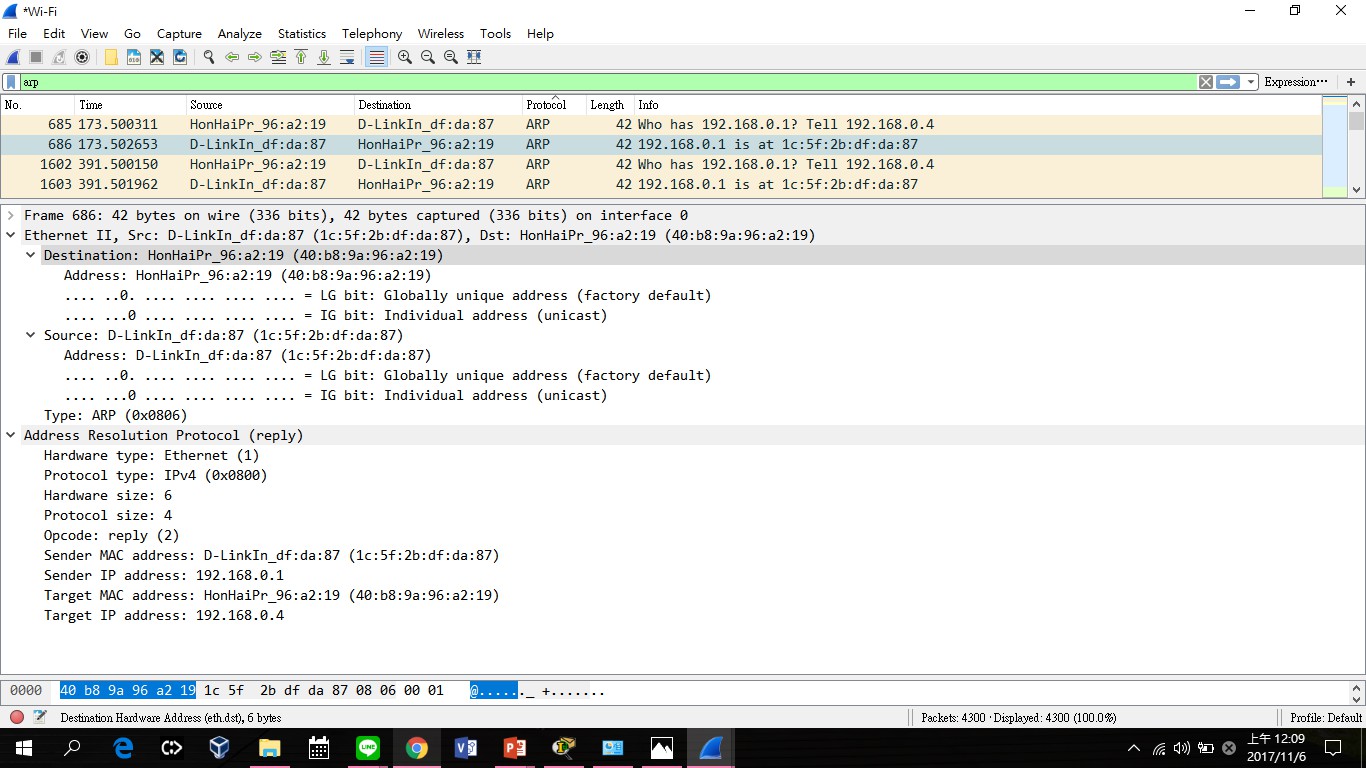 *Wi-Fi
File Edit View Go Capture Analyze Statistics Telephony Wireless Tools Help
arp Expression… +
No. Time Source Destination Protocol Length Info
685 173.500311 HonHaiPr_96:a2:19 D-LinkIn_df:da:87 ARP 42 Who has 192.168.0.1? Tell 192.168.0.4
686 173.502653 D-LinkIn_df:da:87 HonHaiPr_96:a2:19 ARP 42 192.168.0.1 is at 1c:5f:2b:df:da:87
1602 391.500150 HonHaiPr_96:a2:19 D-LinkIn_df:da:87 ARP 42 Who has 192.168.0.1? Tell 192.168.0.4
1603 391.501962 D-LinkIn_df:da:87 HonHaiPr_96:a2:19 ARP 42 192.168.0.1 is at 1c:5f:2b:df:da:87
Frame 686: 42 bytes on wire (336 bits), 42 bytes captured (336 bits) on interface 0
Ethernet II, Src: D-LinkIn_df:da:87 (1c:5f:2b:df:da:87), Dst: HonHaiPr_96:a2:19 (40:b8:9a:96:a2:19)
Destination: HonHaiPr_96:a2:19 (40:b8:9a:96:a2:19)
Address: HonHaiPr_96:a2:19 (40:b8:9a:96:a2:19)
.... ..0. .... .... .... .... = LG bit: Globally unique address (factory default)
.... ...0 .... .... .... .... = IG bit: Individual address (unicast)
Source: D-LinkIn_df:da:87 (1c:5f:2b:df:da:87)
Address: D-LinkIn_df:da:87 (1c:5f:2b:df:da:87)
.... ..0. .... .... .... .... = LG bit: Globally unique address (factory default)
.... ...0 .... .... .... .... = IG bit: Individual address (unicast)
Type: ARP (0x0806)
Address Resolution Protocol (reply)
Hardware type: Ethernet (1)
Protocol type: IPv4 (0x0800)
Hardware size: 6
Protocol size: 4
Opcode: reply (2)
Sender MAC address: D-LinkIn_df:da:87 (1c:5f:2b:df:da:87)
Sender IP address: 192.168.0.1
Target MAC address: HonHaiPr_96:a2:19 (40:b8:9a:96:a2:19)
Target IP address: 192.168.0.4
0000 40 b8 9a 96 a2 19 1c 5f 2b df da 87 08 06 00 01 @......_ +.......
Destination Hardware Address (eth.dst), 6 bytes Packets: 4300 · Displayed: 4300 (100.0%) Profile: Default
LINE
上午 12:09
2017/11/6